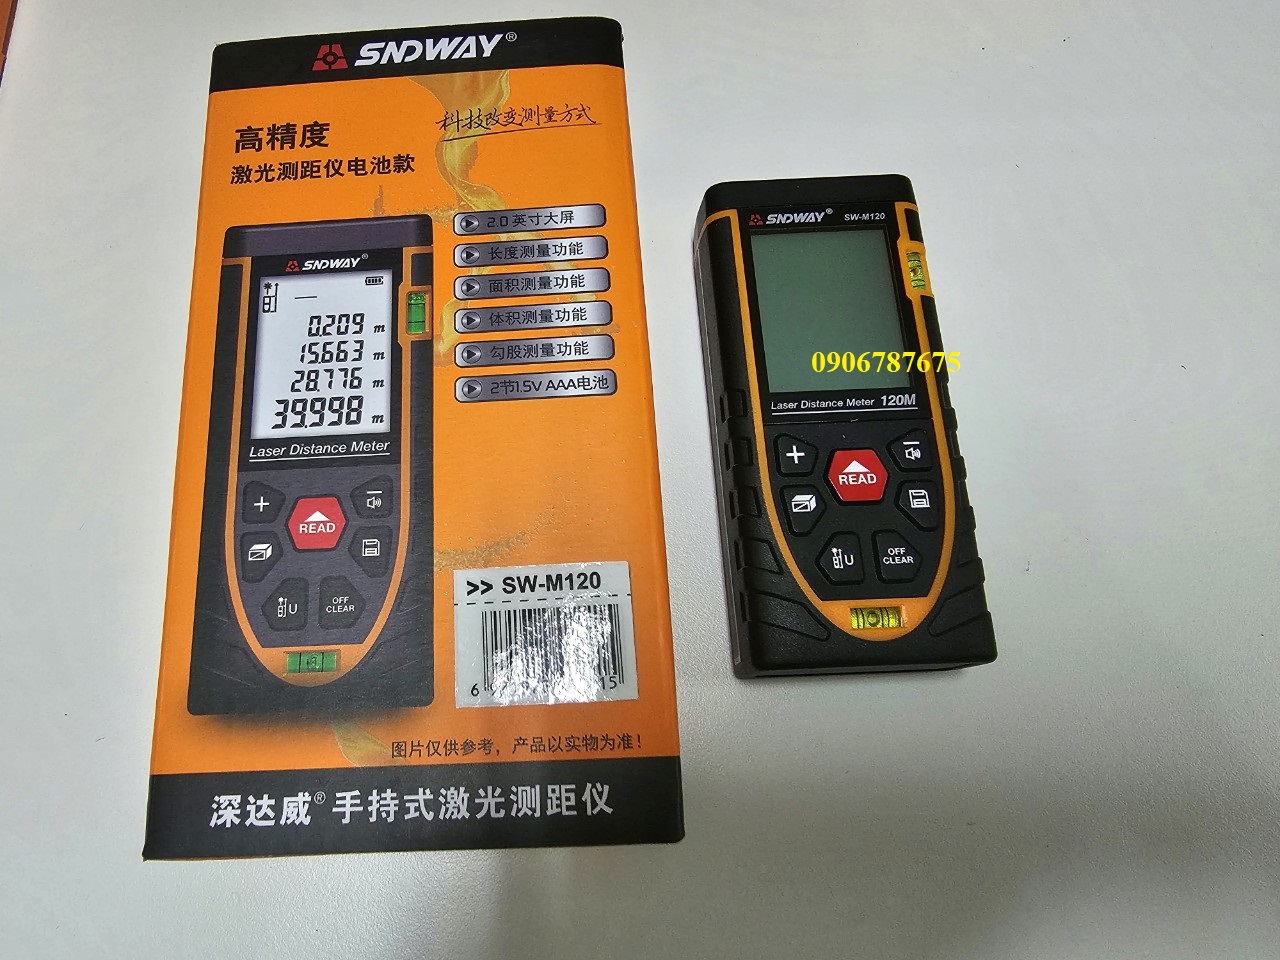 SNDWAY®
高精度
激光测距仪电池款
科技改变测量方式
2.0 英寸大屏
长度测量功能
面积测量功能
体积测量功能
勾股测量功能
2节1.5V AAA电池
SNDWAY®
0.209 m
15.663 m
28.776 m
39.998 m
Laser Distance Meter
READ
U
OFF
CLEAR
>> SW-M120
图片仅供参考，产品以实物为准！
深达威® 手持式激光测距仪
SNDWAY® SW-M120
0906787675
Laser Distance Meter 120M
READ
U
OFF
CLEAR